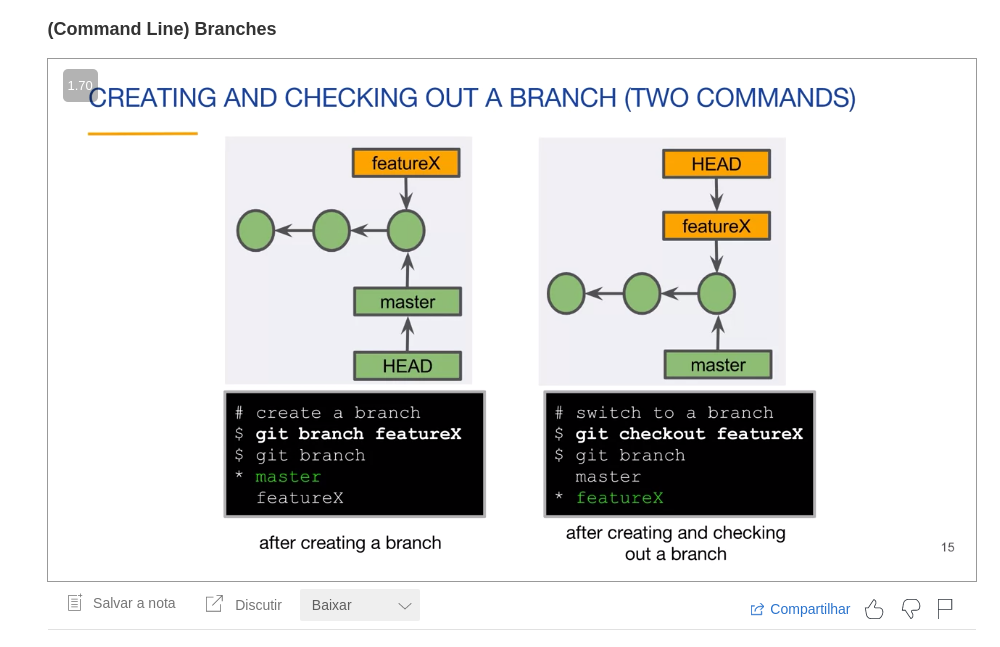 (Command Line) Branches
1.70
CREATING AND CHECKING OUT A BRANCH (TWO COMMANDS)
featureX
master
HEAD
# create a branch
$ git branch featureX
$ git branch
* master
featureX
after creating a branch
HEAD
featureX
master
# switch to a branch
$ git checkout featureX
$ git branch
master
* featureX
after creating and checking
out a branch
15
Salvar a nota
Discutir
Baixar
Compartilhar